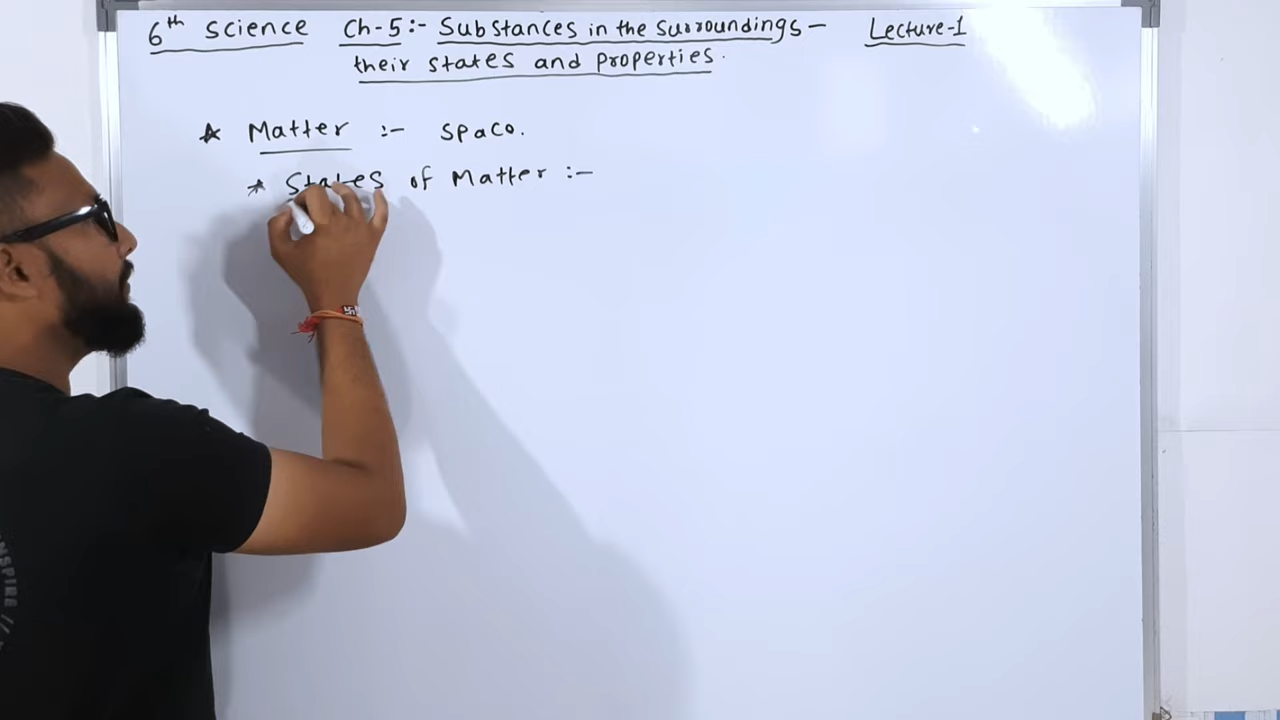 6th Science Ch-5:- Substances in the Surroundings - Lecture-1
their states and properties.
* Matter :- Space.
* States of Matter :-